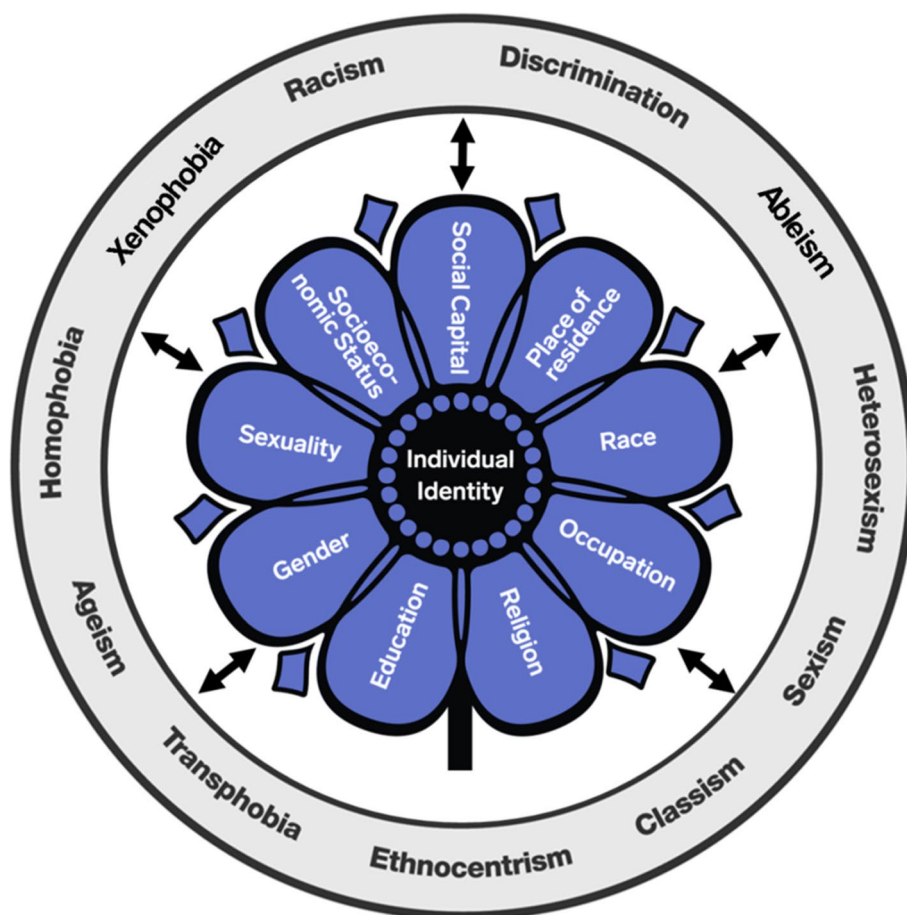 Racism
Discrimination
Ableism
Heterosexism
Sexism
Classism
Ethnocentrism
Transphobia
Ageism
Homophobia
Xenophobia
Social Capital
Place of
residence
Race
Occupation
Religion
Education
Gender
Sexuality
Socioeco-
nomic Status
Individual
Identity